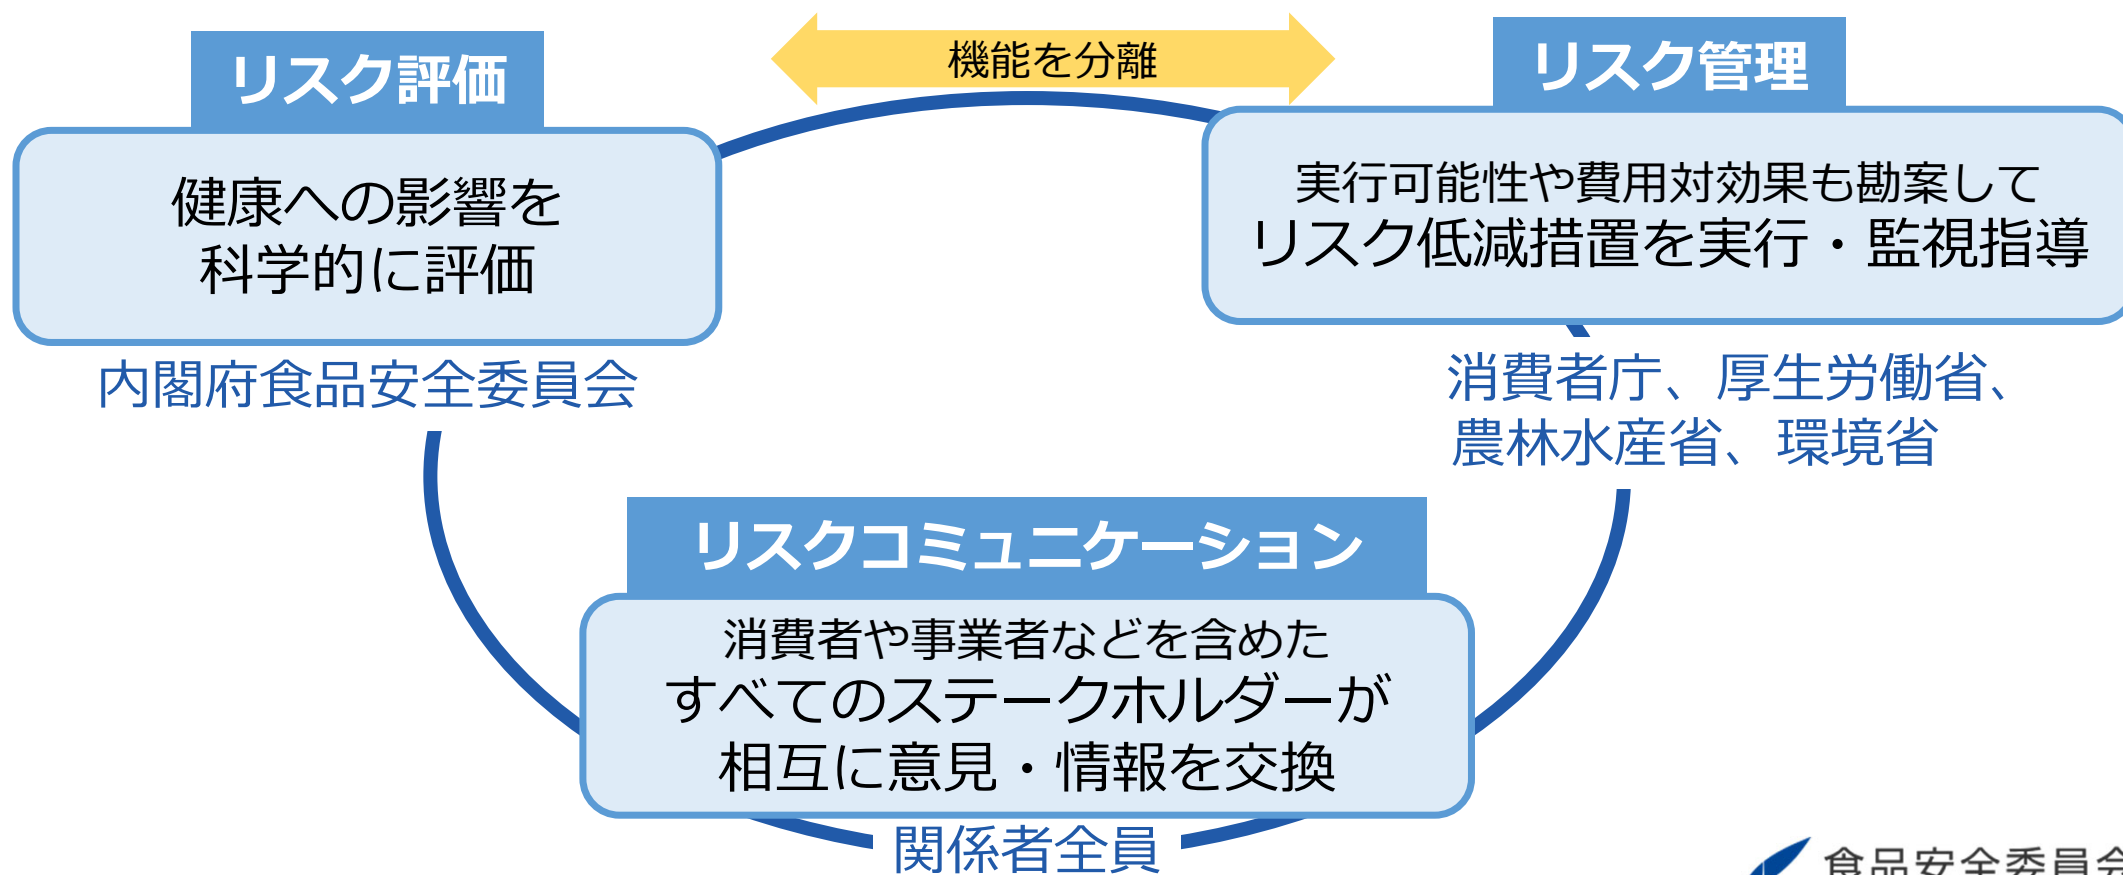 機能を分離
リスク評価
健康への影響を
科学的に評価
内閣府食品安全委員会
リスク管理
実行可能性や費用対効果も勘案して
リスク低減措置を実行・監視指導
消費者庁、厚生労働省、
農林水産省、環境省
リスクコミュニケーション
消費者や事業者などを含めた
すべてのステークホルダーが
相互に意見・情報を交換
関係者全員
食品安全委員会